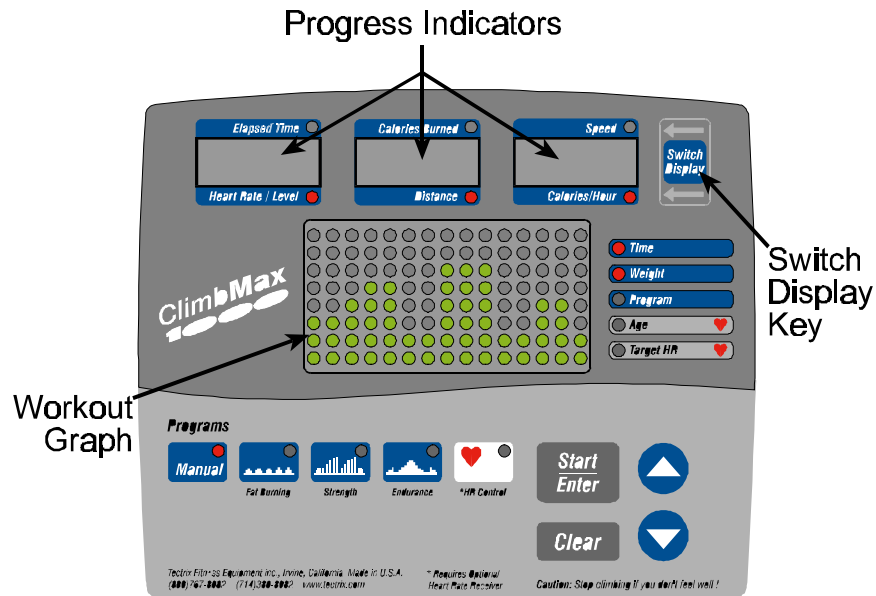 Progress Indicators
Elapsed Time
Calories Burned
Speed
Switch
Display
Heart Rate / Level
Distance
Calories/Hour
ClimbMax
1000
Time
Weight
Program
Age
Target HR
Switch
Display
Key
Workout
Graph
Programs
Manual
Fat Burning
Strength
Endurance
*HR Control
Start
Enter
Clear
Tectrix Fitness Equipment inc., Irvine, California Made in U.S.A.
www.tectrix.com
* Requires Optional
Heart Rate Receiver
Caution: Stop climbing if you don't feel well !